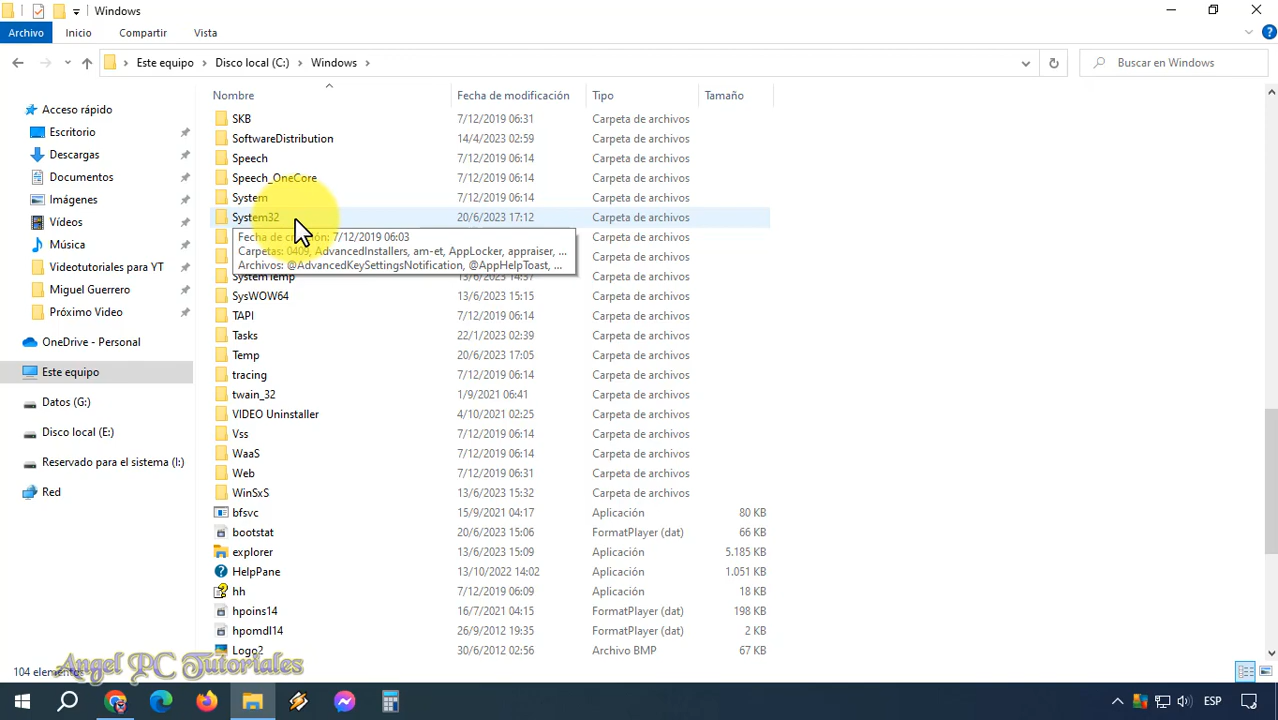 Windows
Archivo Inicio Compartir Vista
Este equipo Disco local (C:) Windows
Buscar en Windows
Nombre Fecha de modificación Tipo Tamaño
Acceso rápido
Escritorio
Descargas
Documentos
Imágenes
Vídeos
Música
Videotutoriales para YT
Miguel Guerrero
Próximo Video
OneDrive - Personal
Este equipo
Datos (G:)
Disco local (E:)
Reservado para el sistema (I:)
Red
SKB 7/12/2019 06:31 Carpeta de archivos
SoftwareDistribution 14/4/2023 02:59 Carpeta de archivos
Speech 7/12/2019 06:14 Carpeta de archivos
Speech_OneCore 7/12/2019 06:14 Carpeta de archivos
System 7/12/2019 06:14 Carpeta de archivos
System32 20/6/2023 17:12 Carpeta de archivos
Fecha de creación: 7/12/2019 06:03 Carpeta de archivos
Carpetas: 0409, AdvancedInstallers, am-et, AppLocker, appraiser, ... Carpeta de archivos
Archivos: @AdvancedKeySettingsNotification, @AppHelpToast, ...
SystemTemp 13/6/2023 15:09 Carpeta de archivos
SysWOW64 13/6/2023 15:15 Carpeta de archivos
TAPI 7/12/2019 06:14 Carpeta de archivos
Tasks 22/1/2023 02:39 Carpeta de archivos
Temp 20/6/2023 17:05 Carpeta de archivos
tracing 7/12/2019 06:14 Carpeta de archivos
twain_32 1/9/2021 06:41 Carpeta de archivos
VIDEO Uninstaller 4/10/2021 02:25 Carpeta de archivos
Vss 7/12/2019 06:14 Carpeta de archivos
WaaS 7/12/2019 06:14 Carpeta de archivos
Web 7/12/2019 06:31 Carpeta de archivos
WinSxS 13/6/2023 15:32 Carpeta de archivos
bfsvc 15/9/2021 04:17 Aplicación 80 KB
bootstat 20/6/2023 15:06 FormatPlayer (dat) 66 KB
explorer 13/6/2023 15:09 Aplicación 5.185 KB
HelpPane 13/10/2022 14:02 Aplicación 1.051 KB
hh 7/12/2019 06:09 Aplicación 18 KB
hpoins14 16/7/2021 04:15 FormatPlayer (dat) 198 KB
hpomdl14 26/9/2012 19:35 FormatPlayer (dat) 2 KB
Logo2 30/6/2012 02:56 Archivo BMP 67 KB
104 elementos
Angel PC Tutoriales
ESP